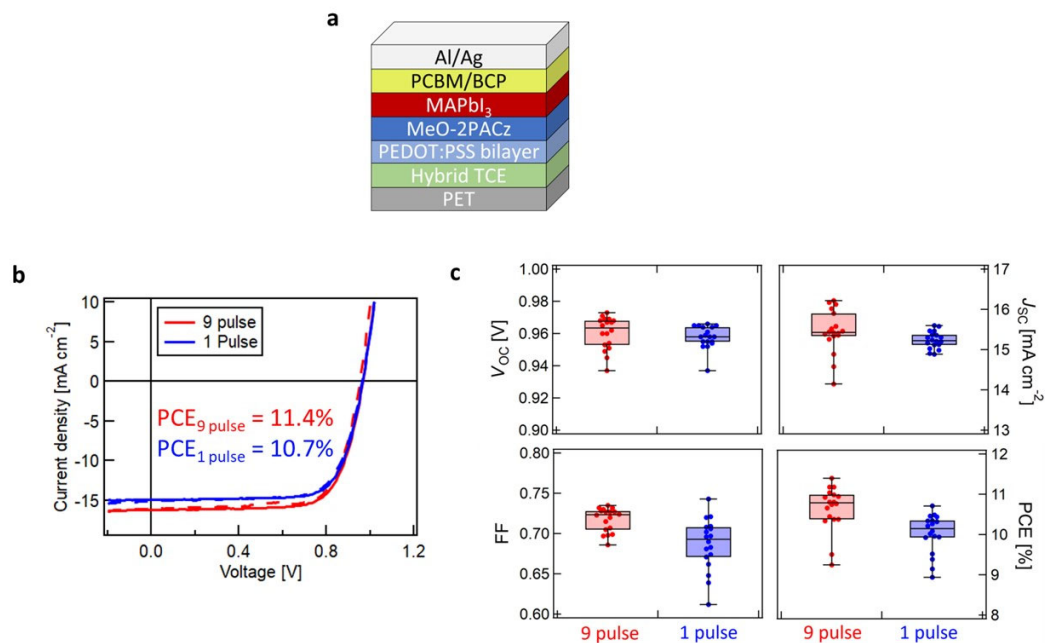 a
Al/Ag
PCBM/BCP
MAPbI₃
MeO-2PACz
PEDOT:PSS bilayer
Hybrid TCE
PET
b
10
5
0
-5
-10
-15
Current density [mA cm⁻²]
9 pulse
1 Pulse
PCE₉ ₚᵤₗₛₑ = 11.4%
PCE₁ ₚᵤₗₛₑ = 10.7%
0.0
0.4
0.8
1.2
Voltage [V]
c
1.00
0.98
0.96
0.94
0.92
0.90
V_OC [V]
17
16
15
14
13
J_SC [mA cm⁻²]
0.80
0.75
0.70
0.65
0.60
FF
12
11
10
9
8
PCE [%]
9 pulse
1 pulse
9 pulse
1 pulse